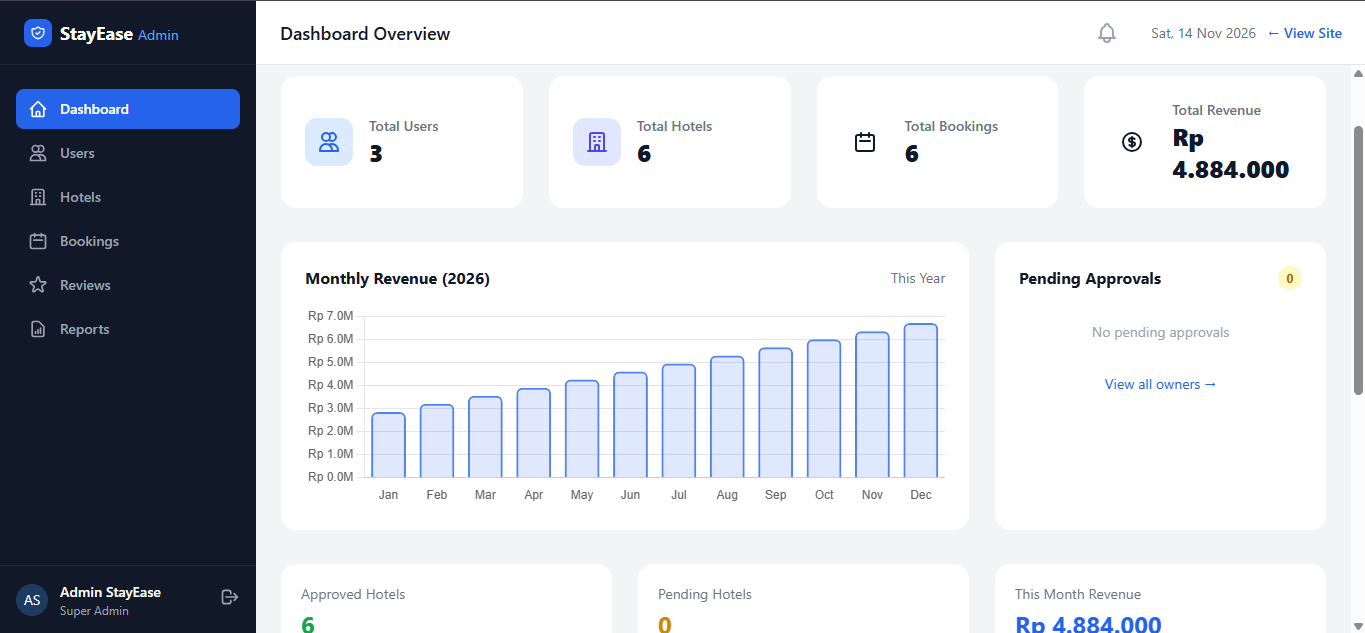 StayEase Admin
Dashboard
Users
Hotels
Bookings
Reviews
Reports
AS
Admin StayEase
Super Admin
Dashboard Overview
Sat, 14 Nov 2026
← View Site
Total Users
3
Total Hotels
6
Total Bookings
6
Total Revenue
Rp
4.884.000
Monthly Revenue (2026)
This Year
Rp 7.0M
Rp 6.0M
Rp 5.0M
Rp 4.0M
Rp 3.0M
Rp 2.0M
Rp 1.0M
Rp 0.0M
Jan Feb Mar Apr May Jun Jul Aug Sep Oct Nov Dec
Pending Approvals
0
No pending approvals
View all owners →
Approved Hotels
6
Pending Hotels
0
This Month Revenue
Rp 4.884.000